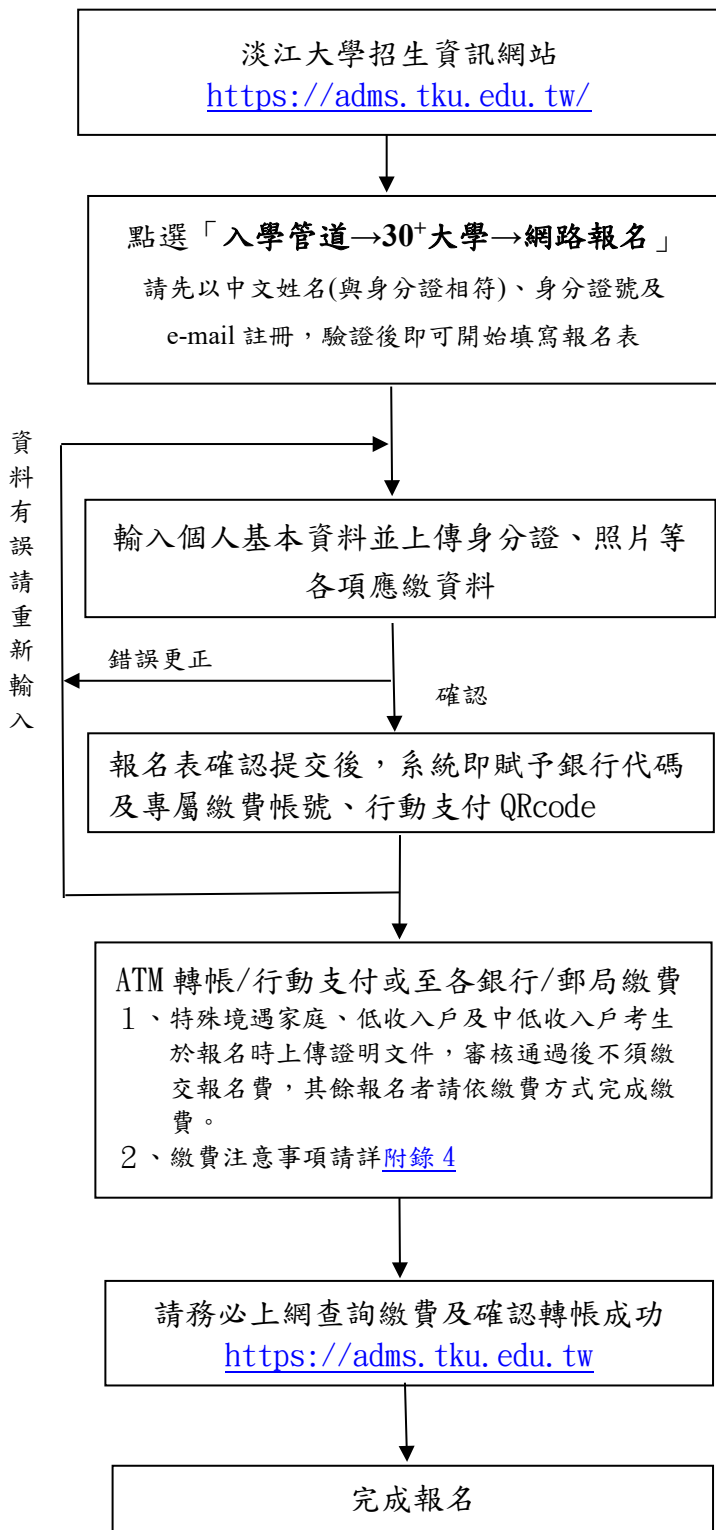 淡江大學招生資訊網站
https://adms.tku.edu.tw/
點選「入學管道→30+大學→網路報名」
請先以中文姓名(與身分證相符)、身分證號及
e-mail 註冊，驗證後即可開始填寫報名表
資料有誤請重新輸入
輸入個人基本資料並上傳身分證、照片等
各項應繳資料
錯誤更正
確認
報名表確認提交後，系統即賦予銀行代碼
及專屬繳費帳號、行動支付 QRcode
ATM 轉帳/行動支付或至各銀行/郵局繳費
１、特殊境遇家庭、低收入戶及中低收入戶考生
於報名時上傳證明文件，審核通過後不須繳
交報名費，其餘報名者請依繳費方式完成繳
費。
２、繳費注意事項請詳附錄 4
請務必上網查詢繳費及確認轉帳成功
https://adms.tku.edu.tw
完成報名